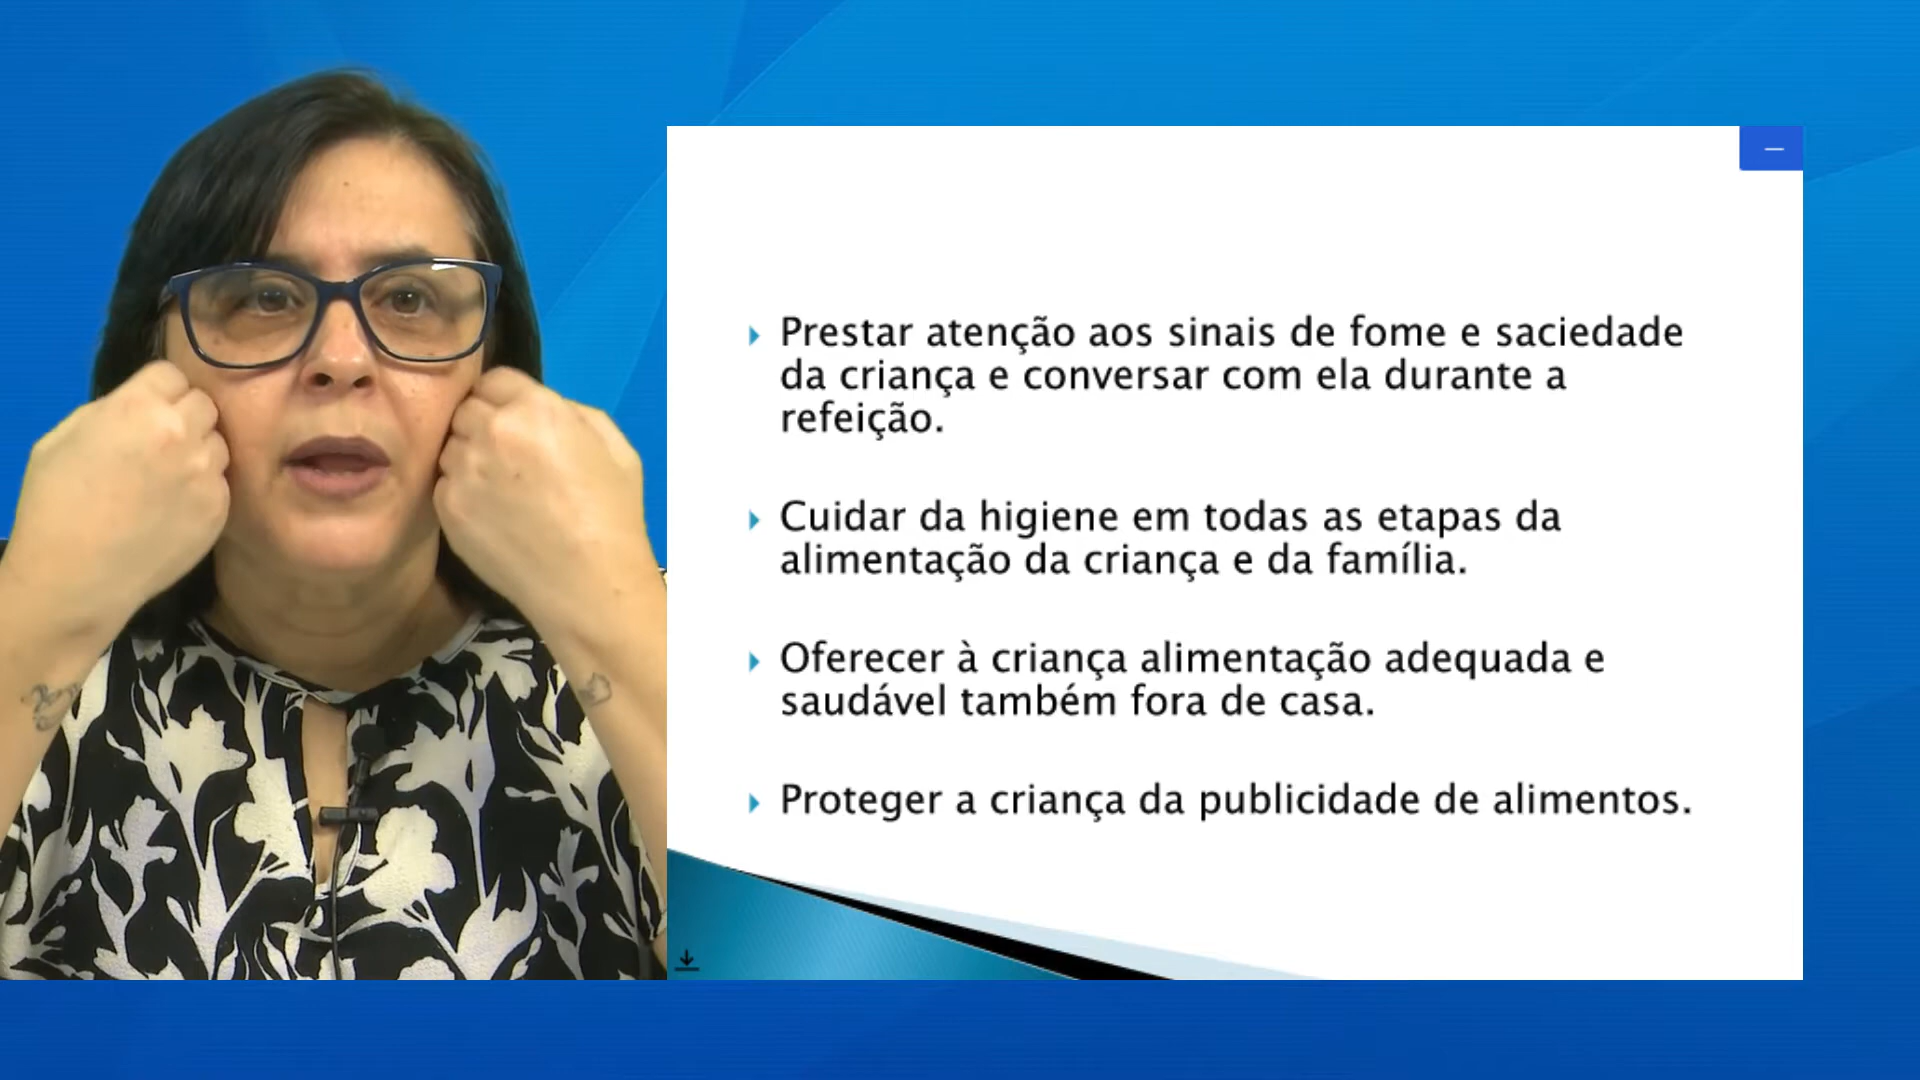 Prestar atenção aos sinais de fome e saciedade
da criança e conversar com ela durante a
refeição.
Cuidar da higiene em todas as etapas da
alimentação da criança e da família.
Oferecer à criança alimentação adequada e
saudável também fora de casa.
Proteger a criança da publicidade de alimentos.